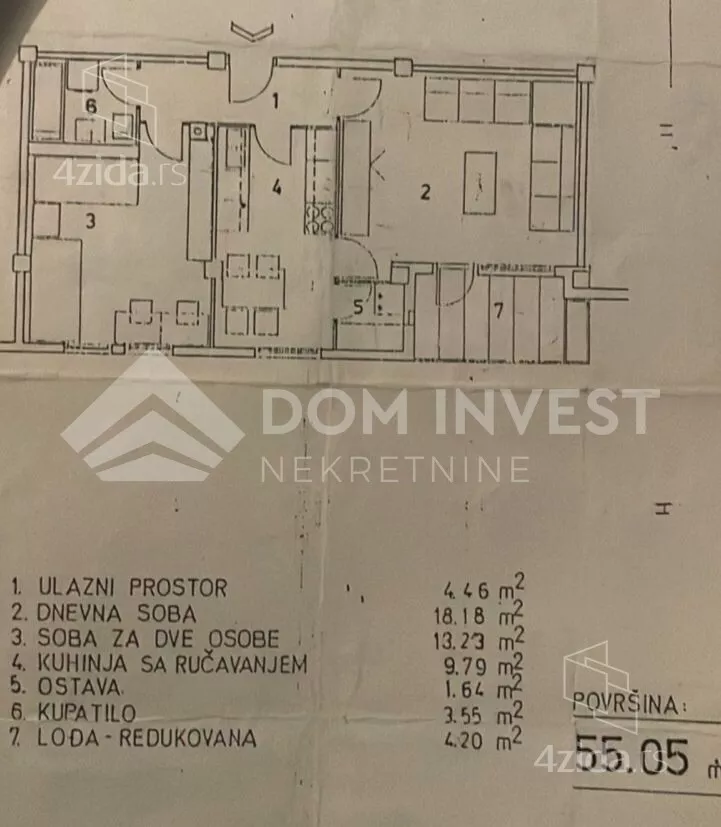 6
1
4zida.rs
3
4
2
5
7
DOM INVEST
NEKRETNINE
1. ULAZNI PROSTOR 4.46 m²
2. DNEVNA SOBA 18.18 m²
3. SOBA ZA DVE OSOBE 13.23 m²
4. KUHINJA SA RUČAVANJEM 9.79 m²
5. OSTAVA 1.64 m²
6. KUPATILO 3.55 m²
7. LOĐA - REDUKOVANA 4.20 m²
POVRŠINA:
55.05 m
4zida.rs